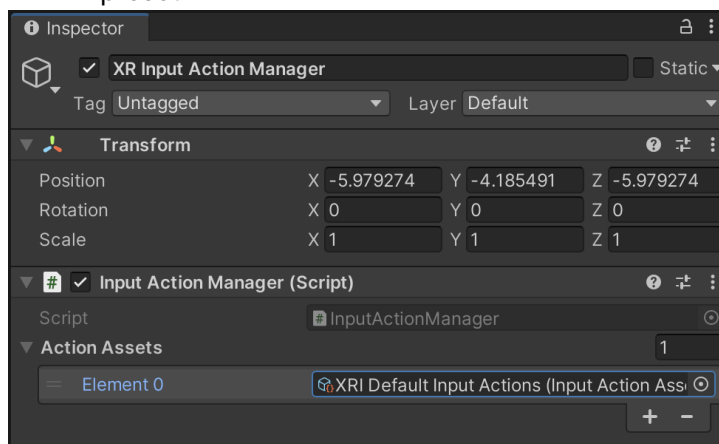 Inspector
XR Input Action Manager
Static
Tag Untagged Layer Default
Transform
Position X -5.979274 Y -4.185491 Z -5.979274
Rotation X 0 Y 0 Z 0
Scale X 1 Y 1 Z 1
# Input Action Manager (Script)
Script # InputActionManager
Action Assets 1
= Element 0 XRI Default Input Actions (Input Action Ass
+ -